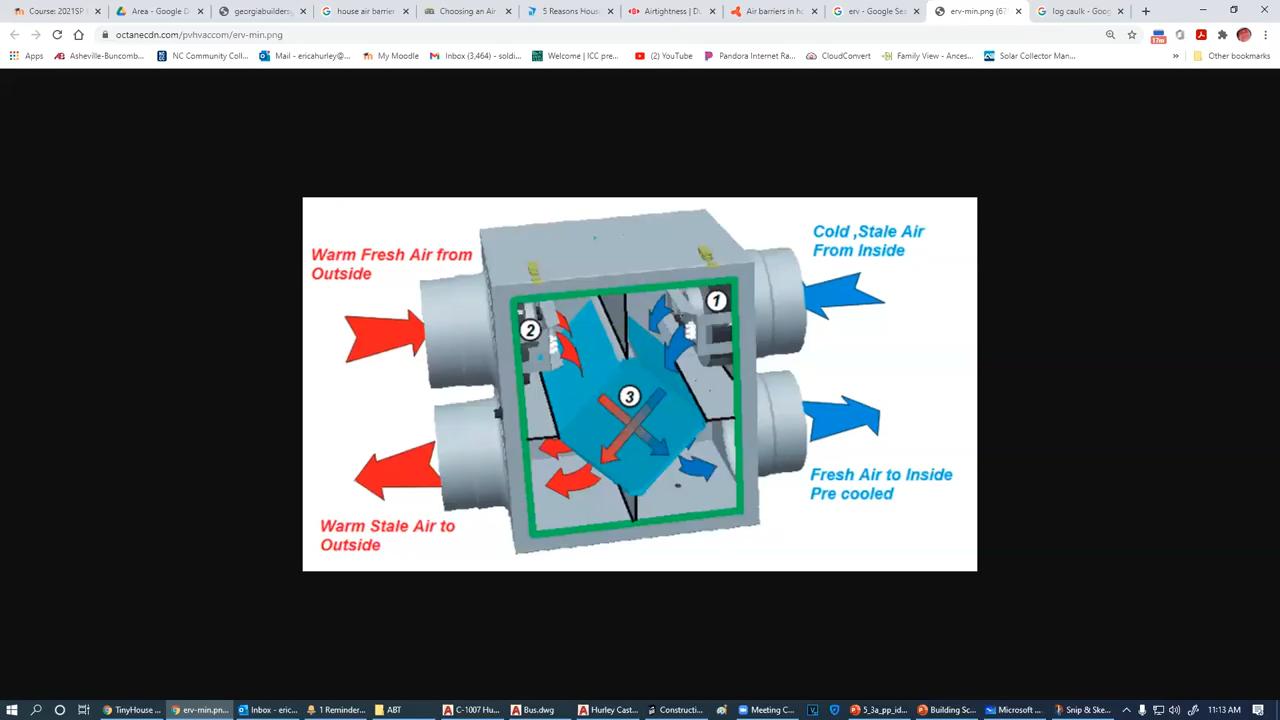 Course: 2021SP
Area - Google D
georgiabuilders
house air barrier
Choosing an Air
5 Reasons Hous
Airtightness | D
Air barriers in h
erv - Google Sea
erv-min.png (67
log caulk - Goog
octanecdn.com/pvhvaccom/erv-min.png
Apps
Asheville-Buncomb...
NC Community Coll...
Mail - ericahurley@...
My Moodle
Inbox (3,464) - soldi...
Welcome | ICC pre...
(2) YouTube
Pandora Internet Ra...
CloudConvert
Family View - Ances...
Solar Collector Man...
Other bookmarks
Warm Fresh Air from
Outside
Cold ,Stale Air
From Inside
1
2
3
Fresh Air to Inside
Pre cooled
Warm Stale Air to
Outside
TinyHouse ...
erv-min.pn...
Inbox - eric...
1 Reminder...
ABT
C-1007 Hu...
Bus.dwg
Hurley Cast...
Constructi...
Meeting C...
5_3a_pp_id...
Building Sc...
Microsoft ...
Snip & Ske...
11:13 AM